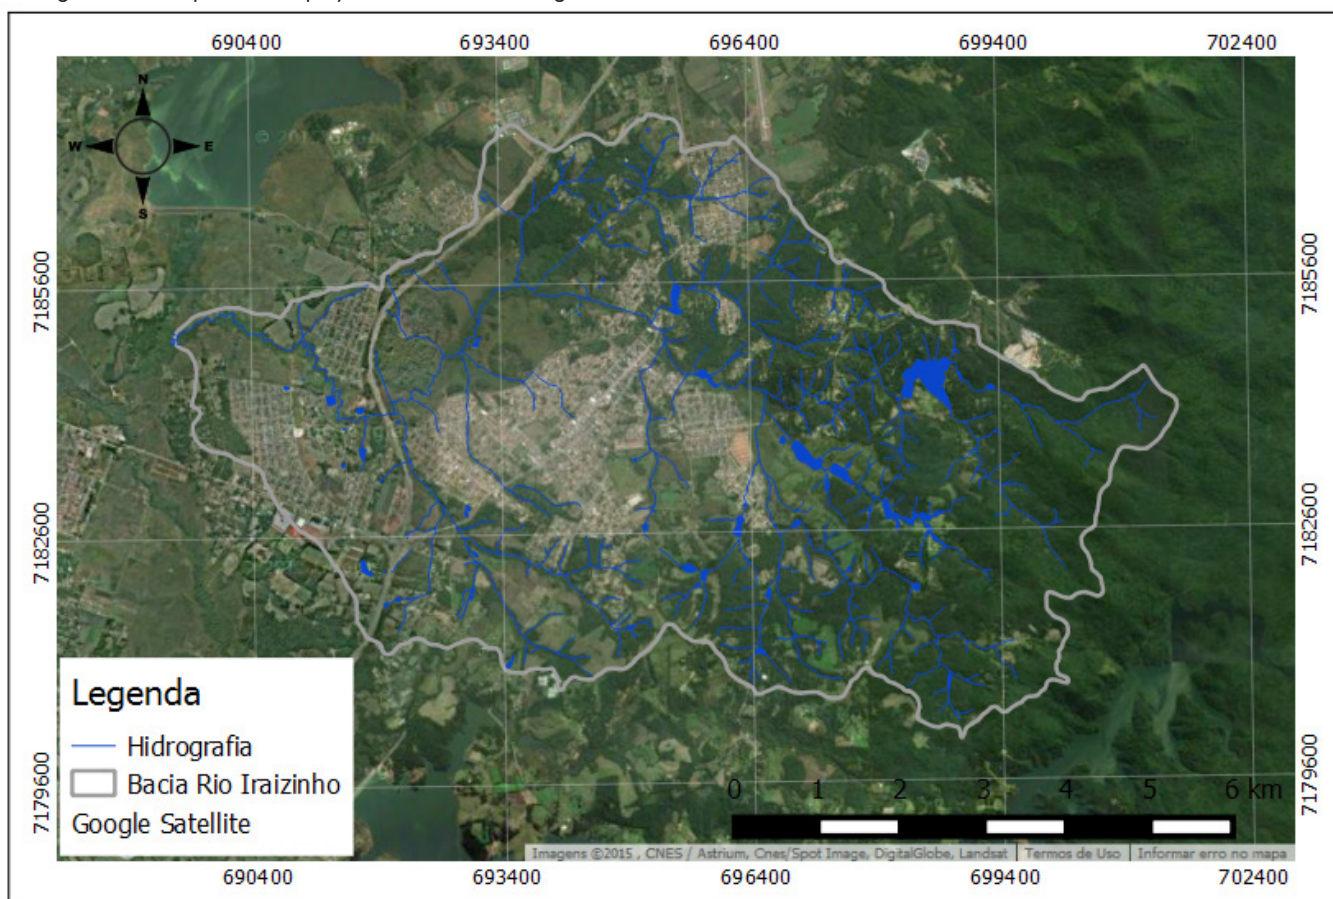 690400 693400 696400 699400 702400
N
W E
S
©
7185600 7185600
7182600 7182600
7179600
Legenda
Hidrografia
Bacia Rio Iraizinho
Google Satellite
0 1 2 3 4 5 6 km
Imagens ©2015 , CNES / Astrium, Cnes/Spot Image, DigitalGlobe, Landsat Termos de Uso Informar erro no mapa
7179600
690400 693400 696400 699400 702400